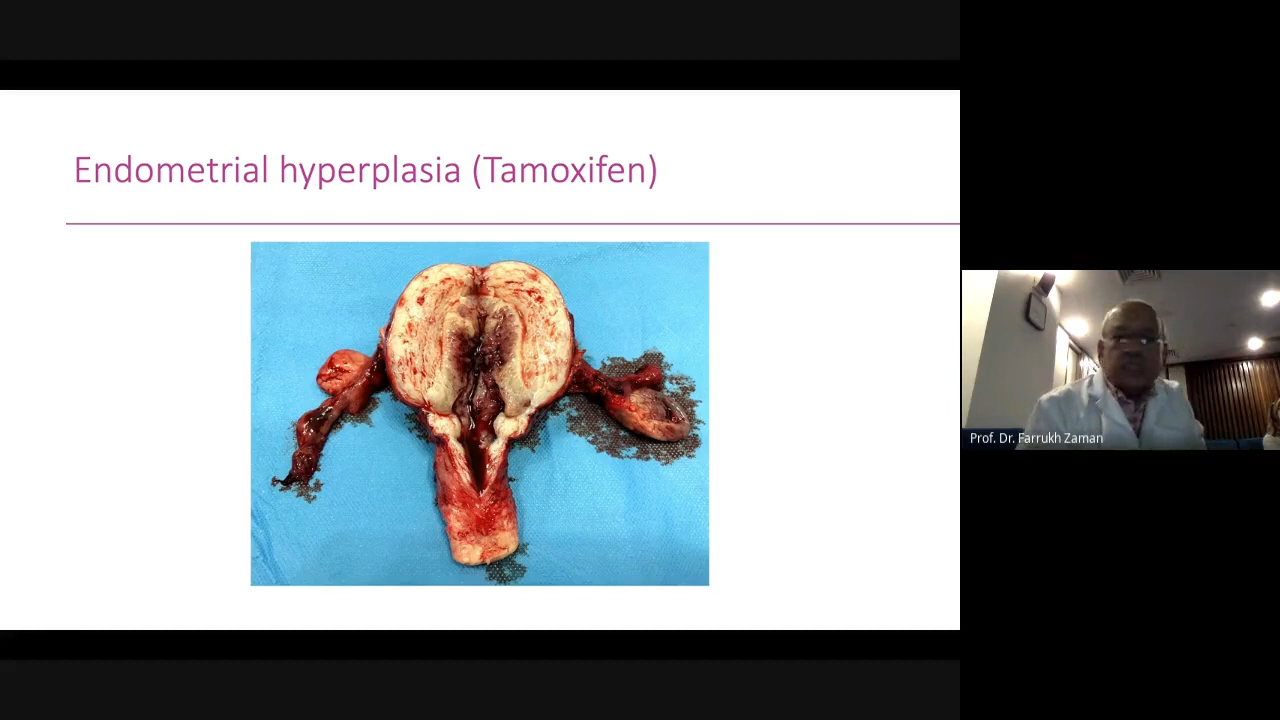 Endometrial hyperplasia (Tamoxifen)
Prof. Dr. Farrukh Zaman